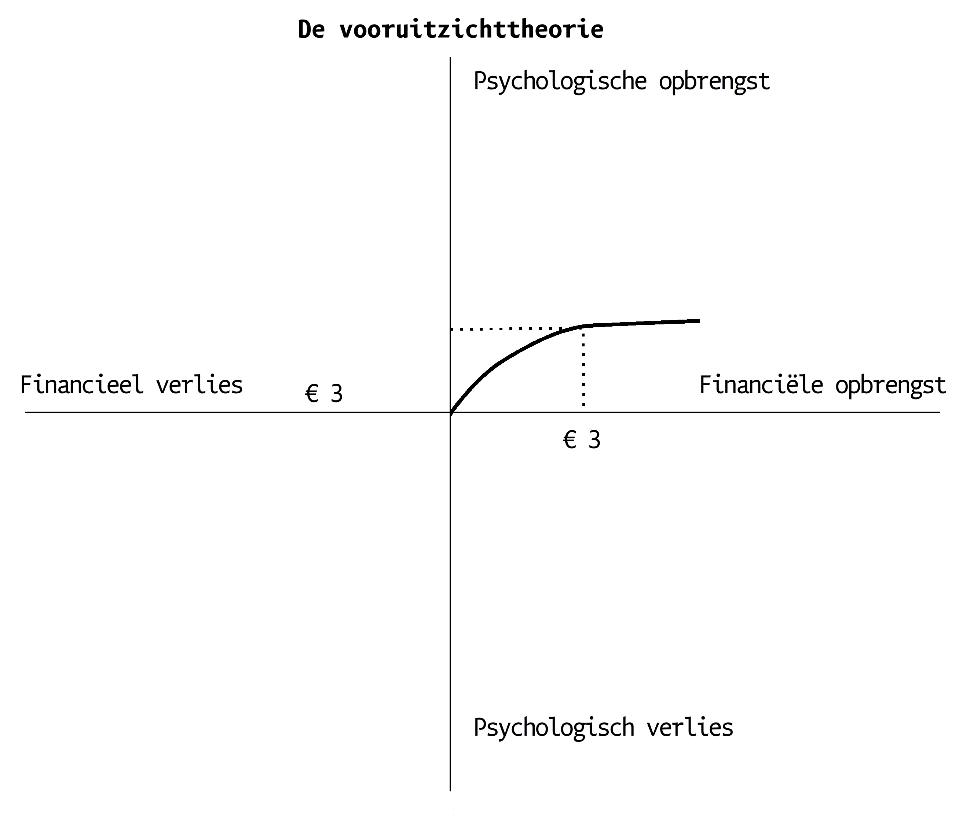 De vooruitzichttheorie
Psychologische opbrengst
Financieel verlies
€ 3
Financiële opbrengst
€ 3
Psychologisch verlies